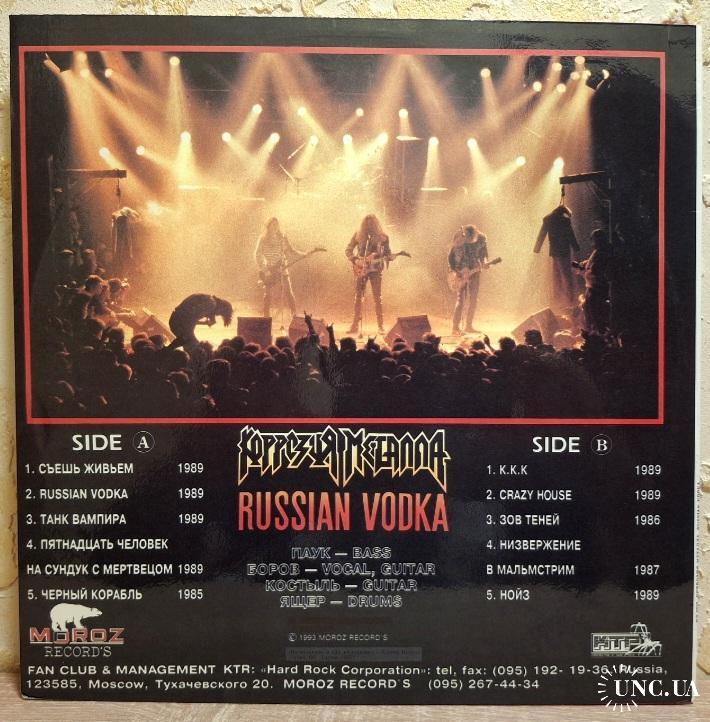 SIDE A
1. СЪЕШЬ ЖИВЬЕМ 1989
2. RUSSIAN VODKA 1989
3. ТАНК ВАМПИРА 1989
4. ПЯТНАДЦАТЬ ЧЕЛОВЕК
НА СУНДУК С МЕРТВЕЦОМ 1989
5. ЧЕРНЫЙ КОРАБЛЬ 1985
КОРРОЗИЯ МЕТАЛЛА
RUSSIAN VODKA
ПАУК — BASS
БОРОВ — VOCAL, GUITAR
КОСТЫЛЬ — GUITAR
ЯЩЕР — DRUMS
© 1993 MOROZ RECORD'S
SIDE B
1. К.К.К 1989
2. CRAZY HOUSE 1989
3. ЗОВ ТЕНЕЙ 1986
4. НИЗВЕРЖЕНИЕ
В МАЛЬМСТРИМ 1987
5. НОЙЗ 1989
MOROZ
RECORD'S
КТР
FAN CLUB & MANAGEMENT KTR: «Hard Rock Corporation»: tel, fax: (095) 192- 19-36, Russia,
123585, Moscow, Тухачевского 20. MOROZ RECORD'S (095) 267-44-34
UNC.UA